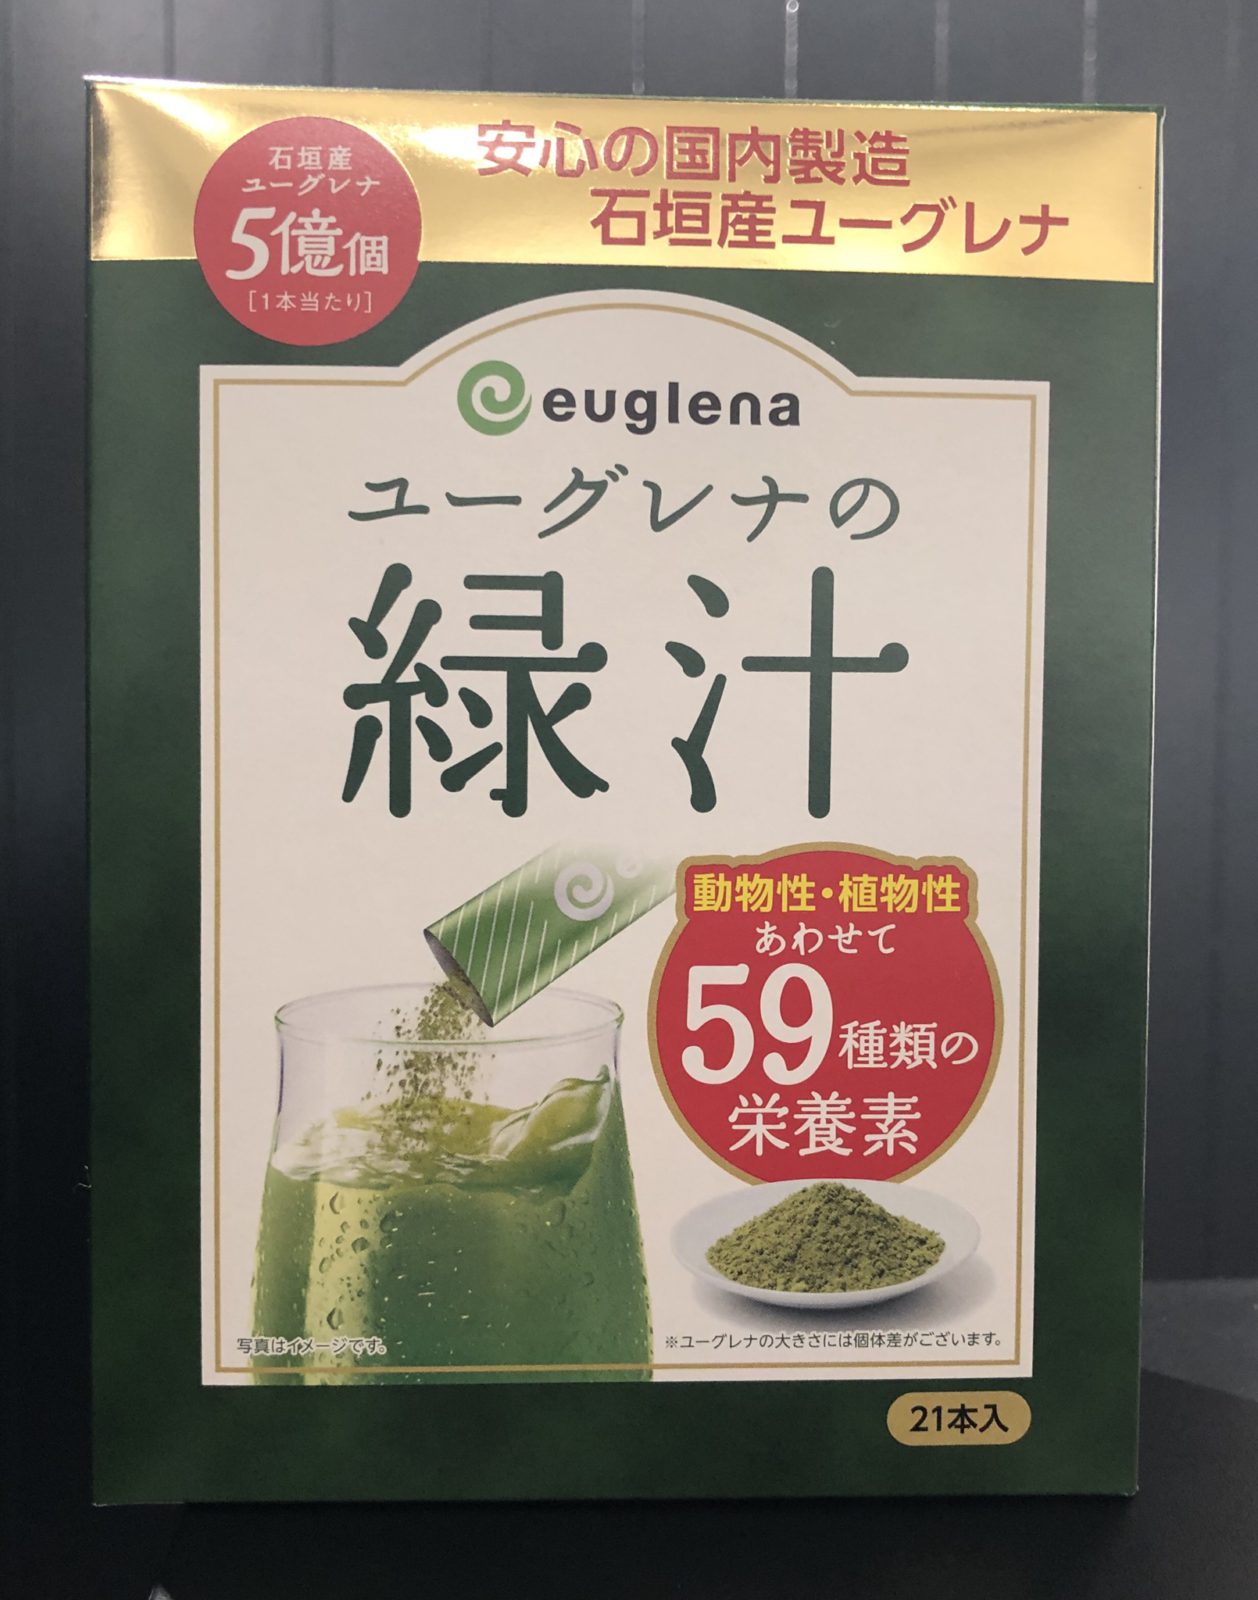 安心の国内製造
石垣産ユーグレナ
石垣産
ユーグレナ
5億個
[1本当たり]
euglena
ユーグレナの
緑汁
動物性・植物性
あわせて
59種類の
栄養素
写真はイメージです。
※ユーグレナの大きさには個体差がございます。
21本入